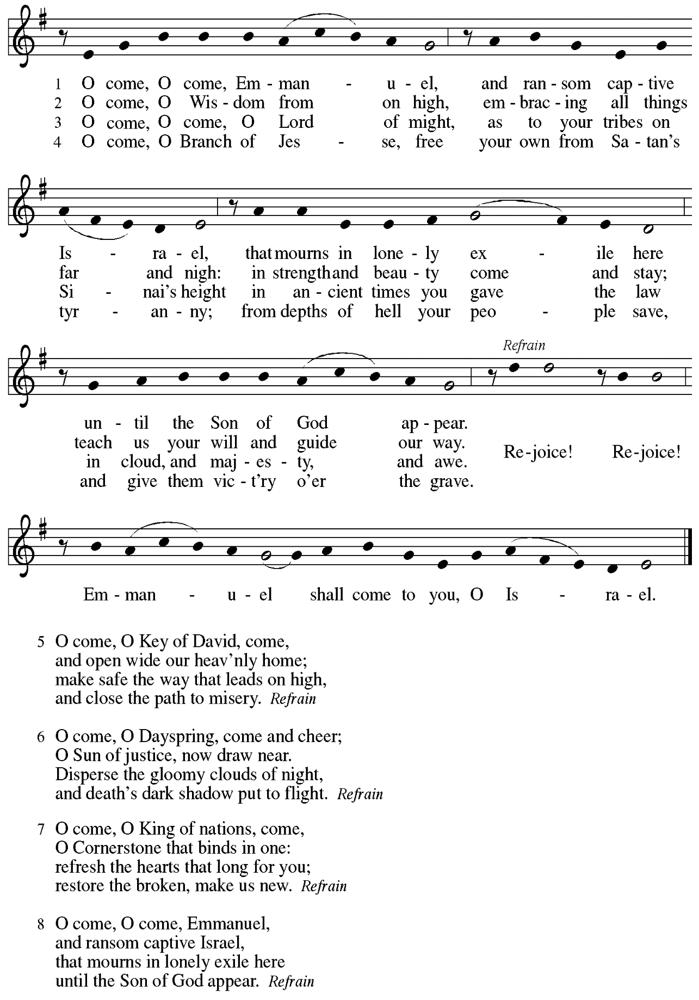 1 O come, O come, Em - man - u - el, and ran - som cap - tive
2 O come, O Wis - dom from on high, em - brac - ing all things
3 O come, O come, O Lord of might, as to your tribes on
4 O come, O Branch of Jes - se, free your own from Sa - tan's
Is - ra - el, that mourns in lone - ly ex - ile here
far and nigh: in strength and beau - ty come and stay;
Si - nai's height in an - cient times you gave the law
tyr - an - ny; from depths of hell your peo - ple save,
Refrain
un - til the Son of God ap - pear.
teach us your will and guide our way.
Re - joice! Re - joice!
in cloud, and maj - es - ty, and awe.
and give them vic - t'ry o'er the grave.
Em - man - u - el shall come to you, O Is - ra - el.
5 O come, O Key of David, come,
and open wide our heav'nly home;
make safe the way that leads on high,
and close the path to misery. Refrain
6 O come, O Dayspring, come and cheer;
O Sun of justice, now draw near.
Disperse the gloomy clouds of night,
and death's dark shadow put to flight. Refrain
7 O come, O King of nations, come,
O Cornerstone that binds in one:
refresh the hearts that long for you;
restore the broken, make us new. Refrain
8 O come, O come, Emmanuel,
and ransom captive Israel,
that mourns in lonely exile here
until the Son of God appear. Refrain